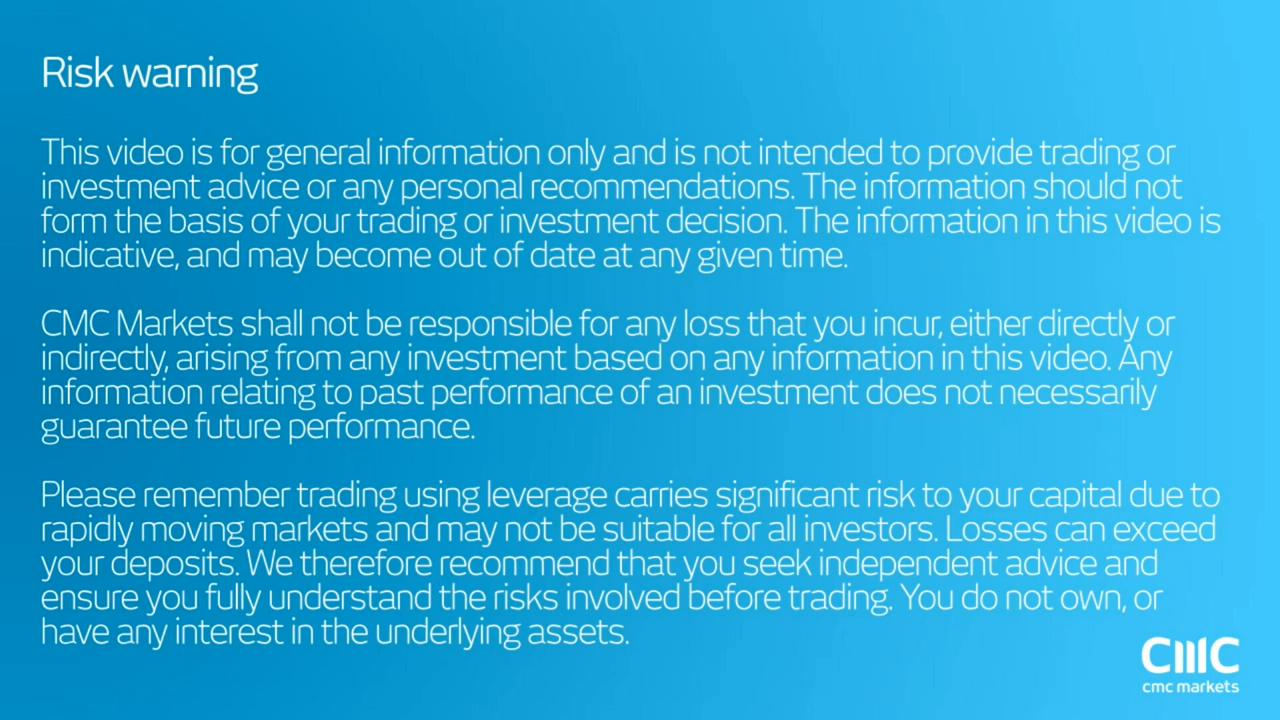 Risk warning
This video is for general information only and is not intended to provide trading or
investment advice or any personal recommendations. The information should not
form the basis of your trading or investment decision. The information in this video is
indicative, and may become out of date at any given time.
CMC Markets shall not be responsible for any loss that you incur, either directly or
indirectly, arising from any investment based on any information in this video. Any
information relating to past performance of an investment does not necessarily
guarantee future performance.
Please remember trading using leverage carries significant risk to your capital due to
rapidly moving markets and may not be suitable for all investors. Losses can exceed
your deposits. We therefore recommend that you seek independent advice and
ensure you fully understand the risks involved before trading. You do not own, or
have any interest in the underlying assets.
CMC
cmc markets